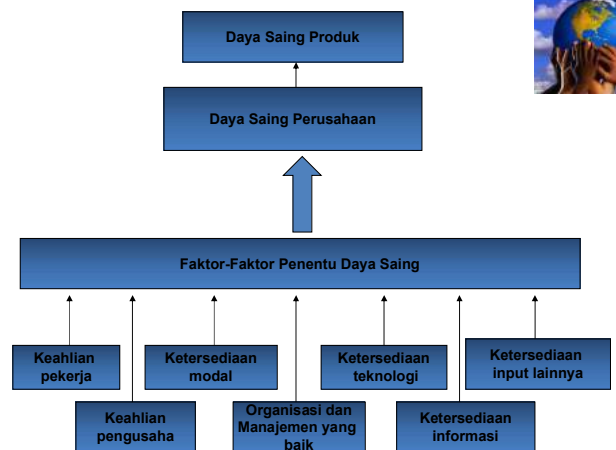 Daya Saing Produk
Daya Saing Perusahaan
Faktor-Faktor Penentu Daya Saing
Keahlian
pekerja
Ketersediaan
modal
Ketersediaan
teknologi
Ketersediaan
input lainnya
Keahlian
pengusaha
Organisasi dan
Manajemen yang
baik
Ketersediaan
informasi